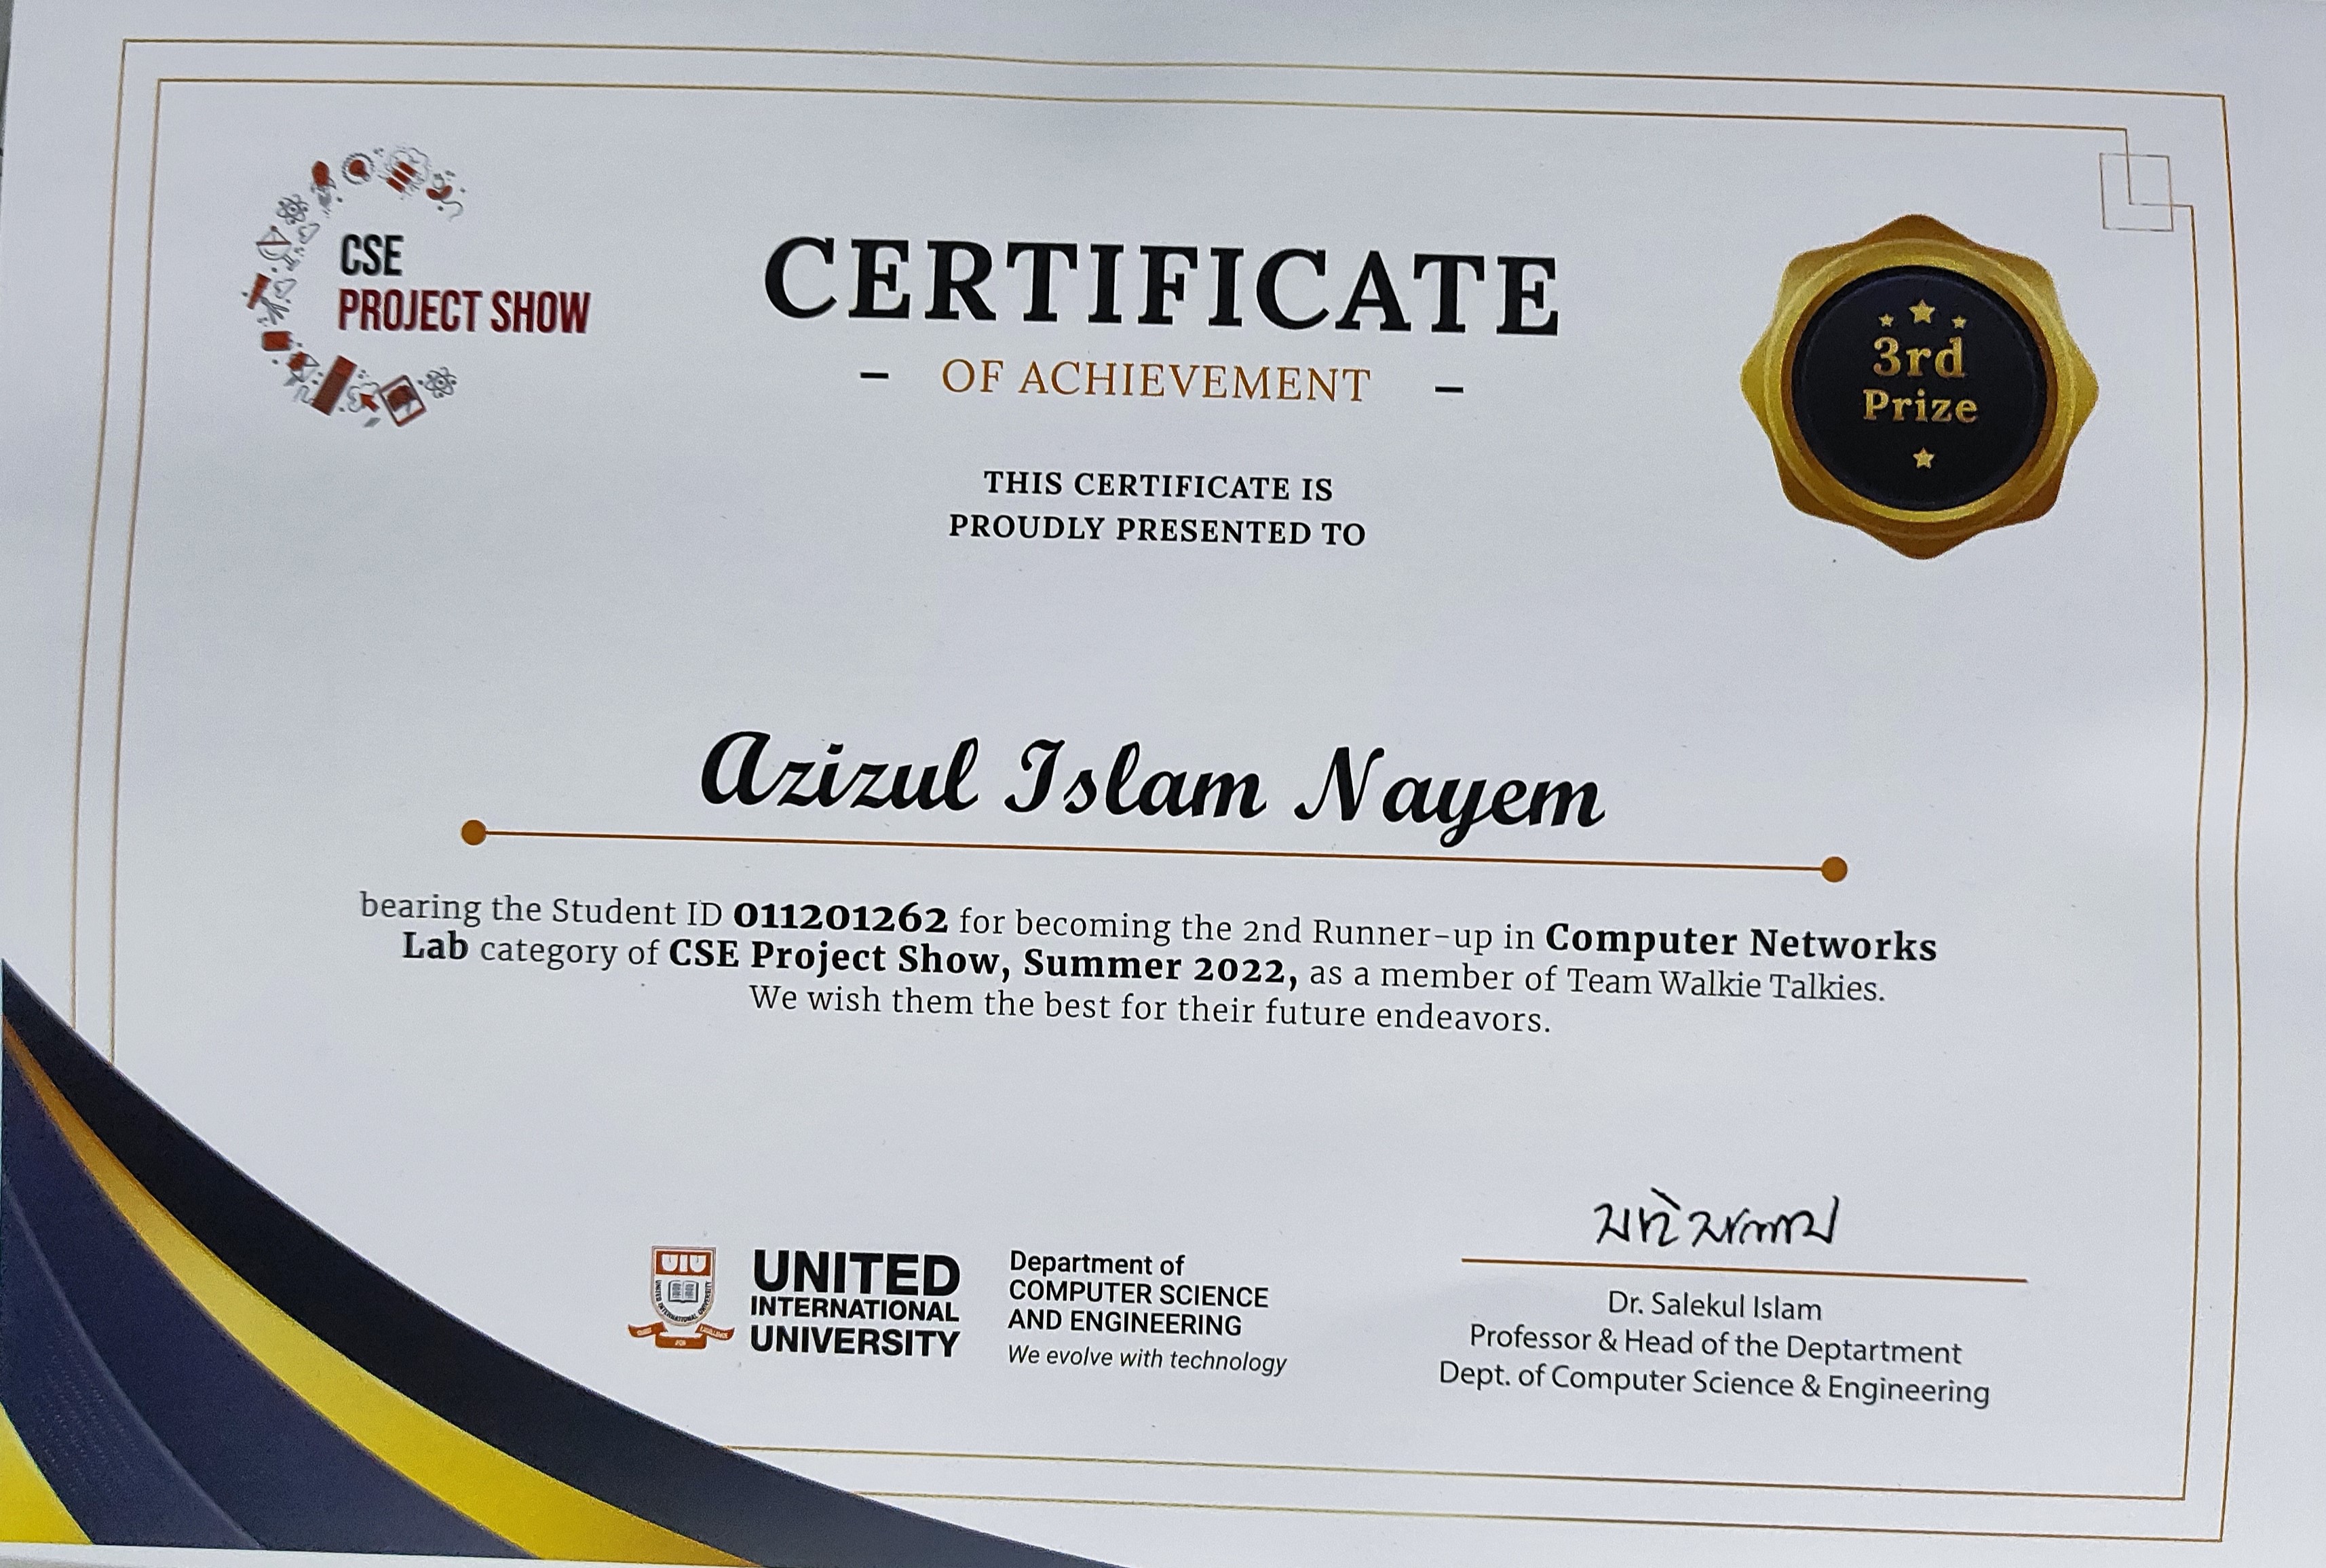 CSE
PROJECT SHOW
CERTIFICATE
- OF ACHIEVEMENT -
3rd
Prize
THIS CERTIFICATE IS
PROUDLY PRESENTED TO
Azizul Islam Nayem
bearing the Student ID 011201262 for becoming the 2nd Runner-up in Computer Networks
Lab category of CSE Project Show, Summer 2022, as a member of Team Walkie Talkies.
We wish them the best for their future endeavors.
UIU
UNITED
INTERNATIONAL
UNIVERSITY
Department of
COMPUTER SCIENCE
AND ENGINEERING
We evolve with technology
Dr. Salekul Islam
Professor & Head of the Deptartment
Dept. of Computer Science & Engineering